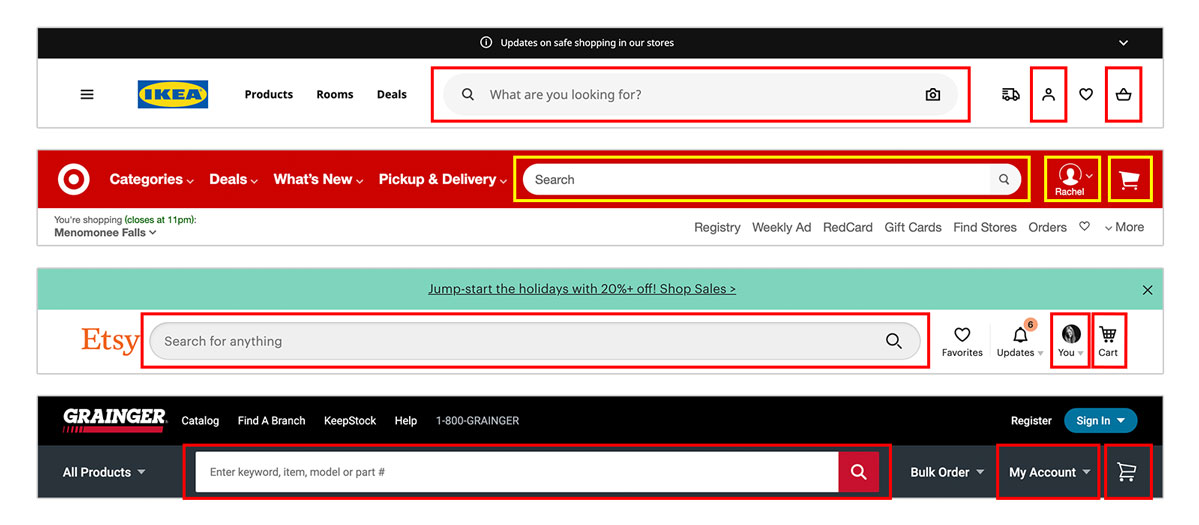 Updates on safe shopping in our stores
IKEA Products Rooms Deals What are you looking for?
Categories Deals What's New Pickup & Delivery Search Rachel
You're shopping (closes at 11pm):
Menomonee Falls
Registry Weekly Ad RedCard Gift Cards Find Stores Orders More
Jump-start the holidays with 20%+ off! Shop Sales >
Etsy Search for anything Favorites 6 Updates You Cart
GRAINGER Catalog Find A Branch KeepStock Help 1-800-GRAINGER Register Sign In
All Products Enter keyword, item, model or part # Bulk Order My Account